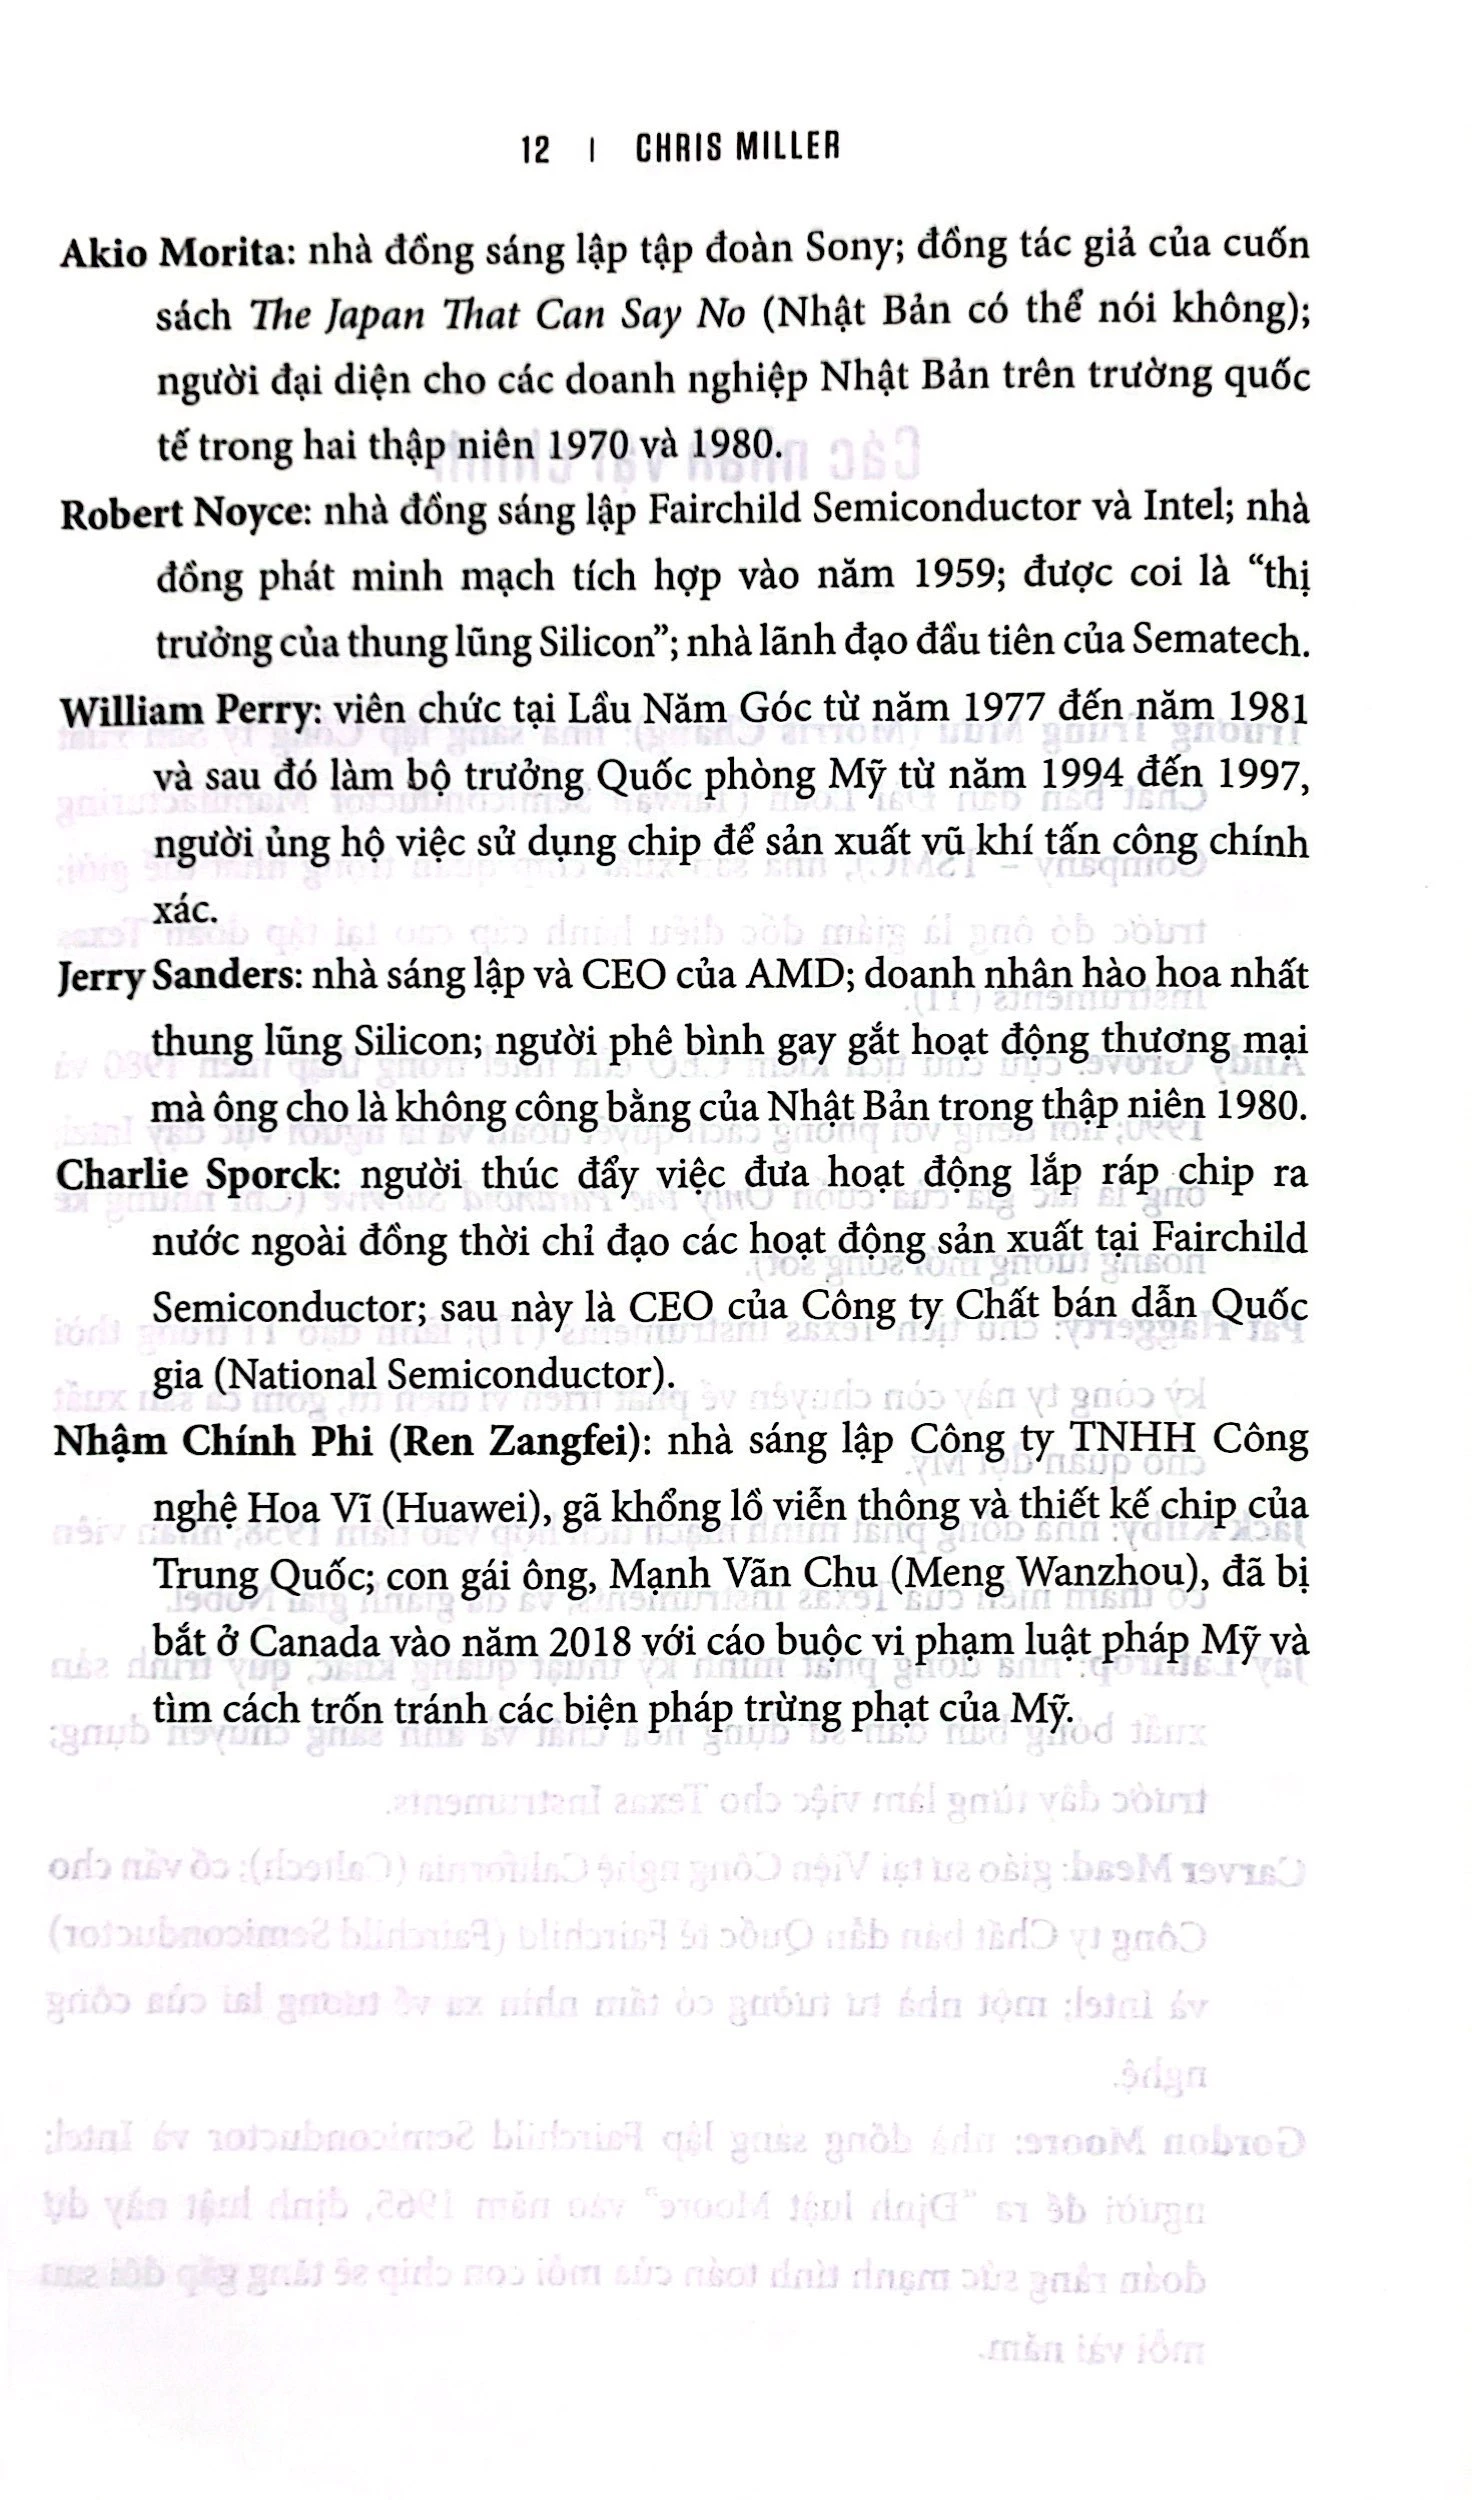 12 | CHRIS MILLER
Akio Morita: nhà đồng sáng lập tập đoàn Sony; đồng tác giả của cuốn
sách The Japan That Can Say No (Nhật Bản có thể nói không);
người đại diện cho các doanh nghiệp Nhật Bản trên trường quốc
tế trong hai thập niên 1970 và 1980.
Robert Noyce: nhà đồng sáng lập Fairchild Semiconductor và Intel; nhà
đồng phát minh mạch tích hợp vào năm 1959; được coi là “thị
trưởng của thung lũng Silicon”; nhà lãnh đạo đầu tiên của Sematech.
William Perry: viên chức tại Lầu Năm Góc từ năm 1977 đến năm 1981
và sau đó làm bộ trưởng Quốc phòng Mỹ từ năm 1994 đến 1997,
người ủng hộ việc sử dụng chip để sản xuất vũ khí tấn công chính
xác.
Jerry Sanders: nhà sáng lập và CEO của AMD; doanh nhân hào hoa nhất
thung lũng Silicon; người phê bình gay gắt hoạt động thương mại
mà ông cho là không công bằng của Nhật Bản trong thập niên 1980.
Charlie Sporck: người thúc đẩy việc đưa hoạt động lắp ráp chip ra
nước ngoài đồng thời chỉ đạo các hoạt động sản xuất tại Fairchild
Semiconductor; sau này là CEO của Công ty Chất bán dẫn Quốc
gia (National Semiconductor).
Nhậm Chính Phi (Ren Zangfei): nhà sáng lập Công ty TNHH Công
nghệ Hoa Vĩ (Huawei), gã khổng lồ viễn thông và thiết kế chip của
Trung Quốc; con gái ông, Mạnh Vãn Chu (Meng Wanzhou), đã bị
bắt ở Canada vào năm 2018 với cáo buộc vi phạm luật pháp Mỹ và
tìm cách trốn tránh các biện pháp trừng phạt của Mỹ.